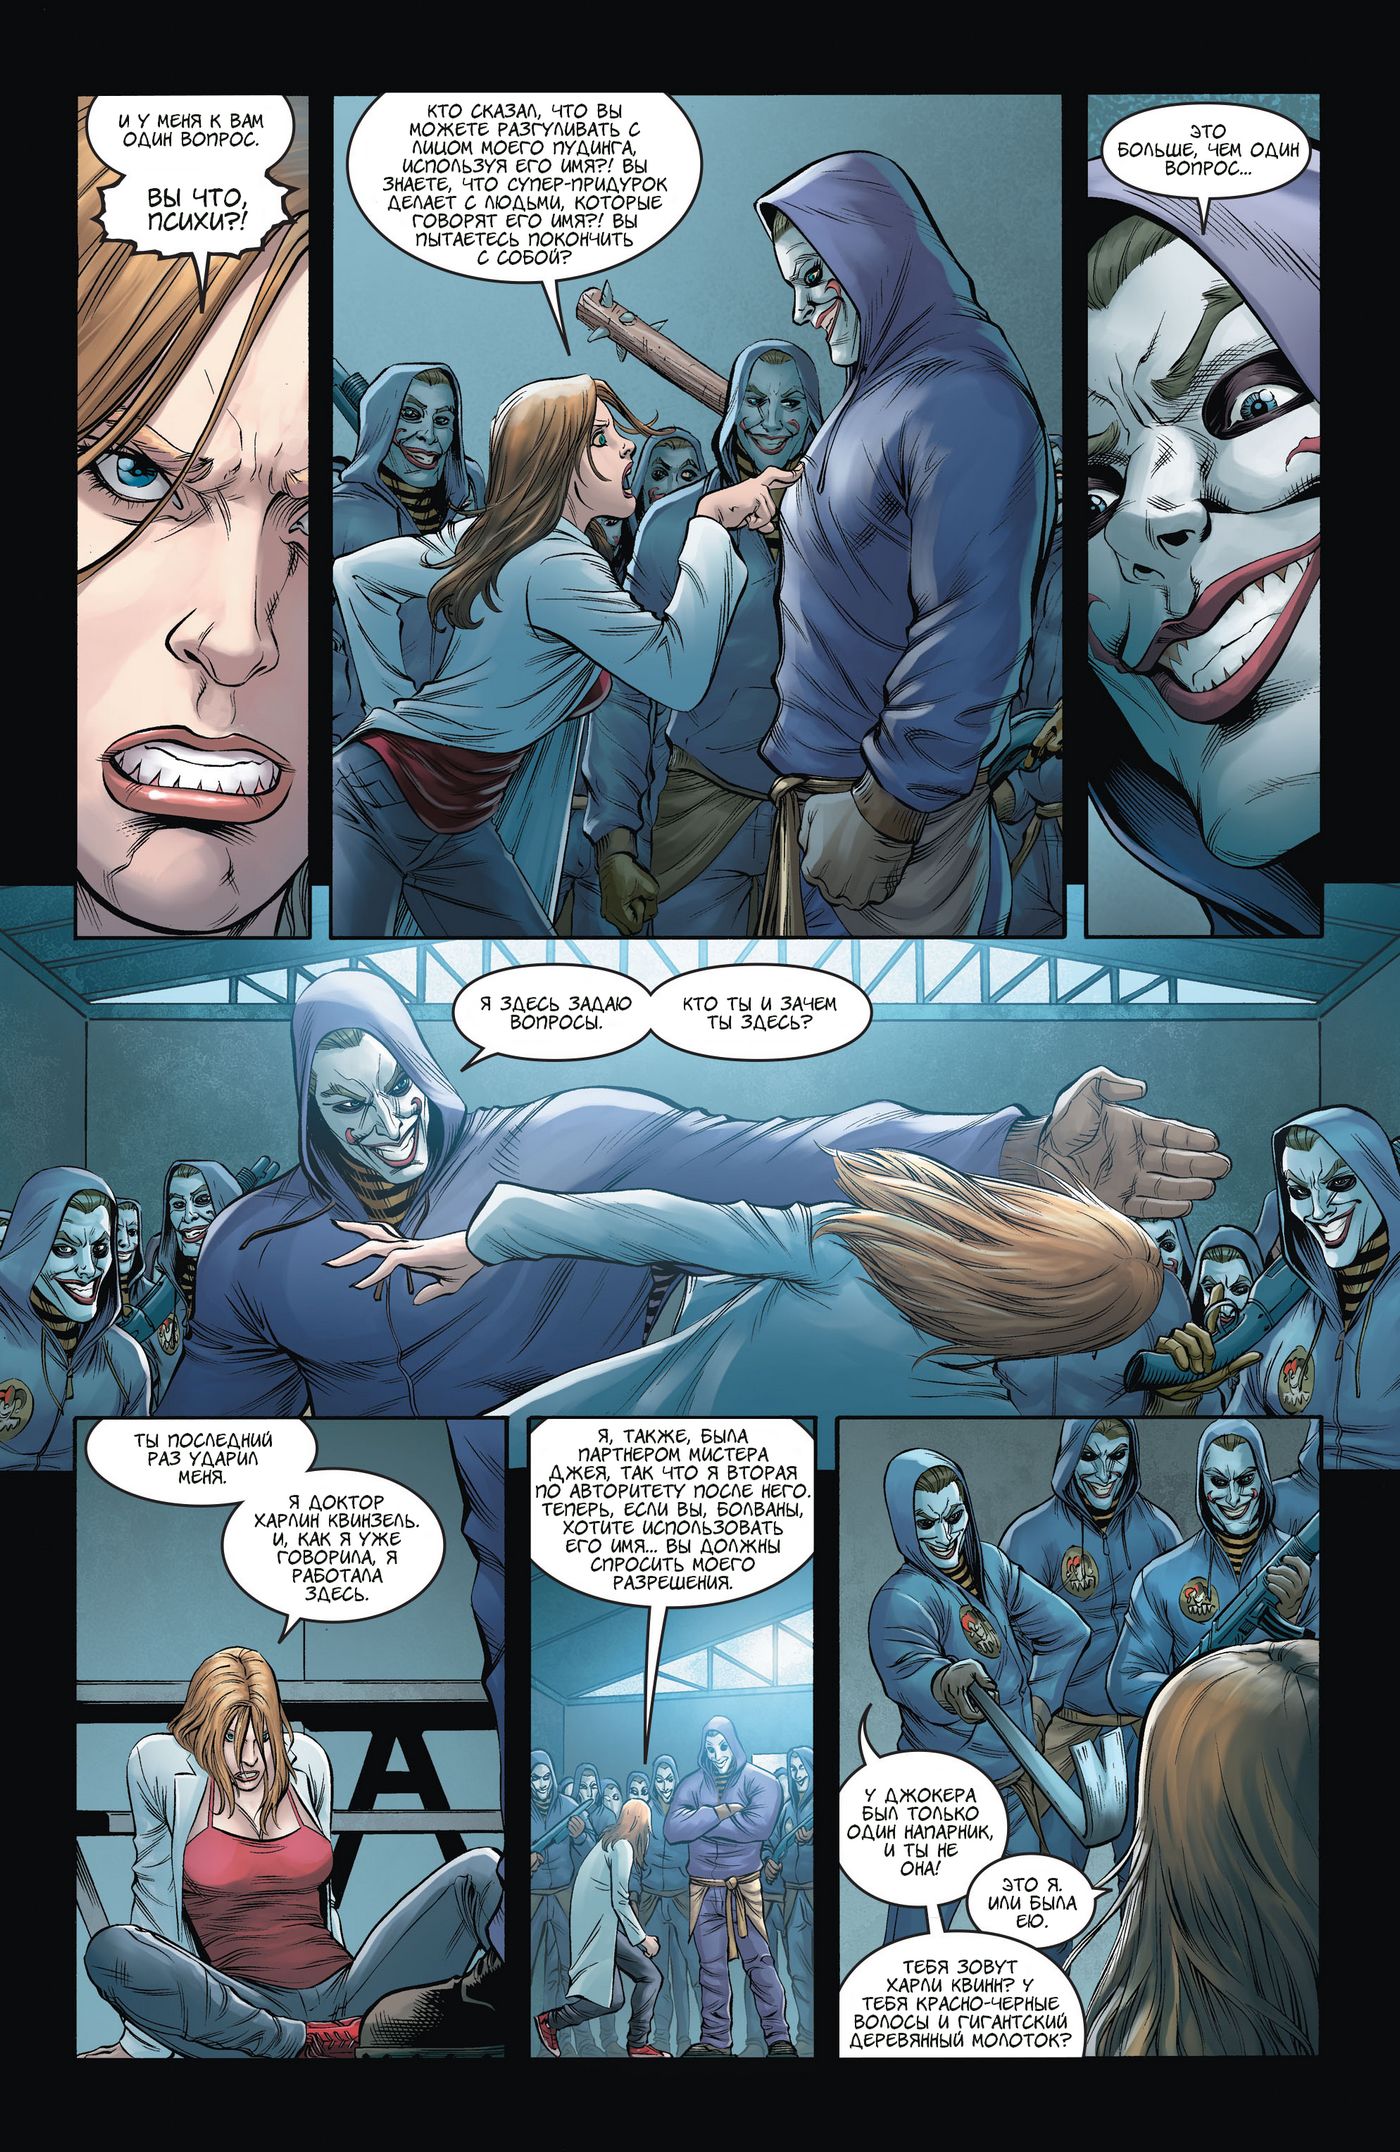 И У МЕНЯ К ВАМ
ОДИН ВОПРОС.
ВЫ ЧТО,
ПСИХИ?!
КТО СКАЗАЛ, ЧТО ВЫ
МОЖЕТЕ РАЗГУЛИВАТЬ С
ЛИЦОМ МОЕГО ПУДИНГА,
ИСПОЛЬЗУЯ ЕГО ИМЯ?! ВЫ
ЗНАЕТЕ, ЧТО СУПЕР-ПРИДУРОК
ДЕЛАЕТ С ЛЮДЬМИ, КОТОРЫЕ
ГОВОРЯТ ЕГО ИМЯ?! ВЫ
ПЫТАЕТЕСЬ ПОКОНЧИТЬ
С СОБОЙ?
ЭТО
БОЛЬШЕ, ЧЕМ ОДИН
ВОПРОС...
Я ЗДЕСЬ ЗАДАЮ
ВОПРОСЫ.
КТО ТЫ И ЗАЧЕМ
ТЫ ЗДЕСЬ?
ТЫ ПОСЛЕДНИЙ
РАЗ УДАРИЛ
МЕНЯ.
Я ДОКТОР
ХАРЛИН КВИНЗЕЛЬ.
И, КАК Я УЖЕ
ГОВОРИЛА, Я
РАБОТАЛА
ЗДЕСЬ.
А
Я, ТАКЖЕ, БЫЛА
ПАРТНЕРОМ МИСТЕРА
ДЖЕЯ, ТАК ЧТО Я ВТОРАЯ
ПО АВТОРИТЕТУ ПОСЛЕ НЕГО.
ТЕПЕРЬ, ЕСЛИ ВЫ, БОЛВАНЫ,
ХОТИТЕ ИСПОЛЬЗОВАТЬ
ЕГО ИМЯ... ВЫ ДОЛЖНЫ
СПРОСИТЬ МОЕГО
РАЗРЕШЕНИЯ.
У ДЖОКЕРА
БЫЛ ТОЛЬКО
ОДИН НАПАРНИК,
И ТЫ НЕ
ОНА!
ЭТО Я.
ИЛИ БЫЛА
ЕЮ.
ТЕБЯ ЗОВУТ
ХАРЛИ КВИНН? У
ТЕБЯ КРАСНО-ЧЕРНЫЕ
ВОЛОСЫ И ГИГАНТСКИЙ
ДЕРЕВЯННЫЙ МОЛОТОК?